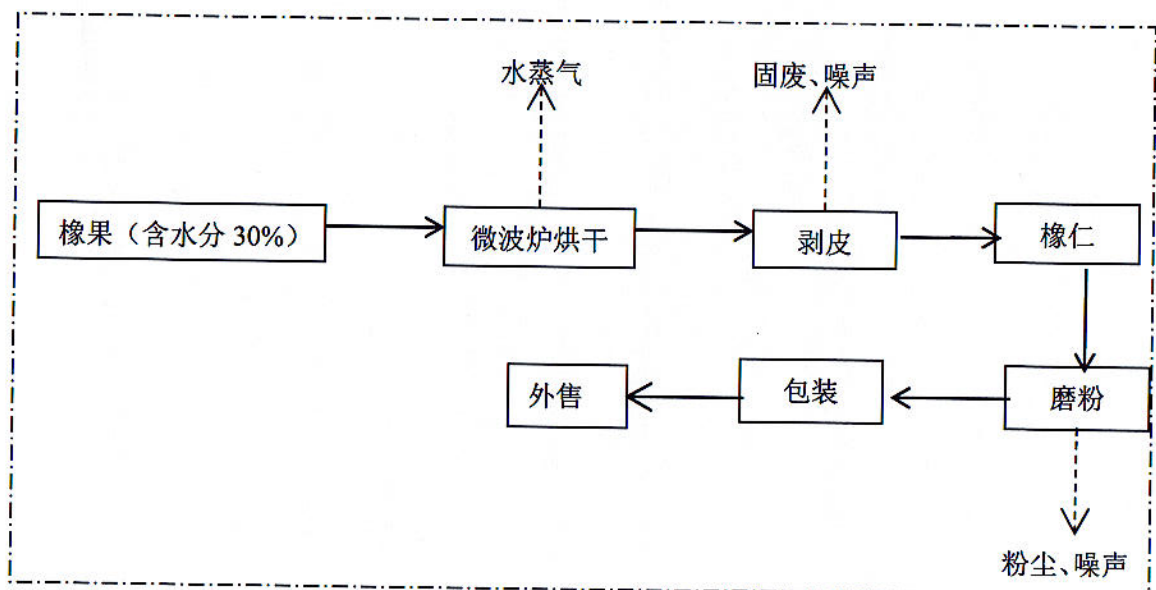 水蒸气
固废、噪声
橡果（含水分 30%）
微波炉烘干
剥皮
橡仁
外售
包装
磨粉
粉尘、噪声